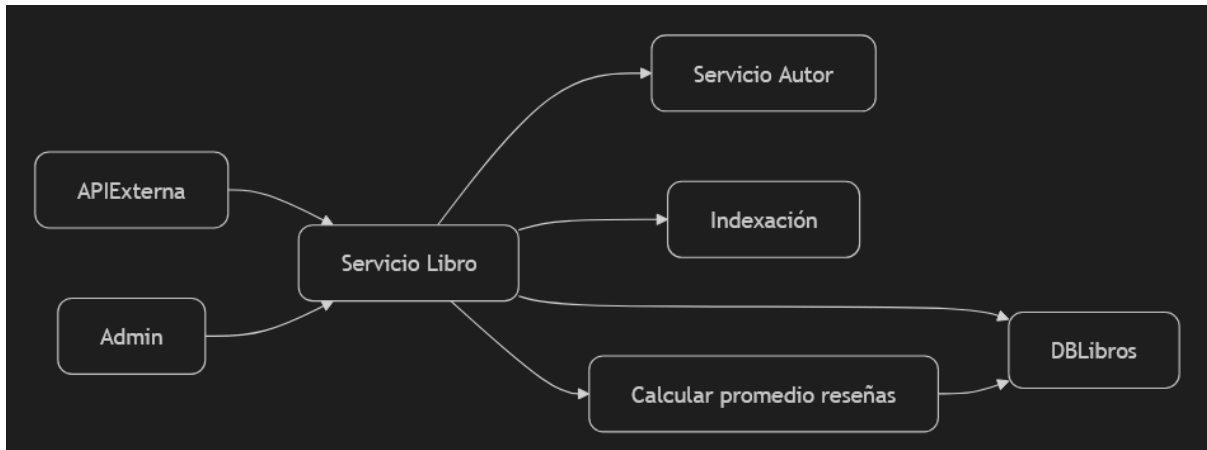 Servicio Autor
APIExterna
Indexación
Servicio Libro
Admin
DBLibros
Calcular promedio reseñas